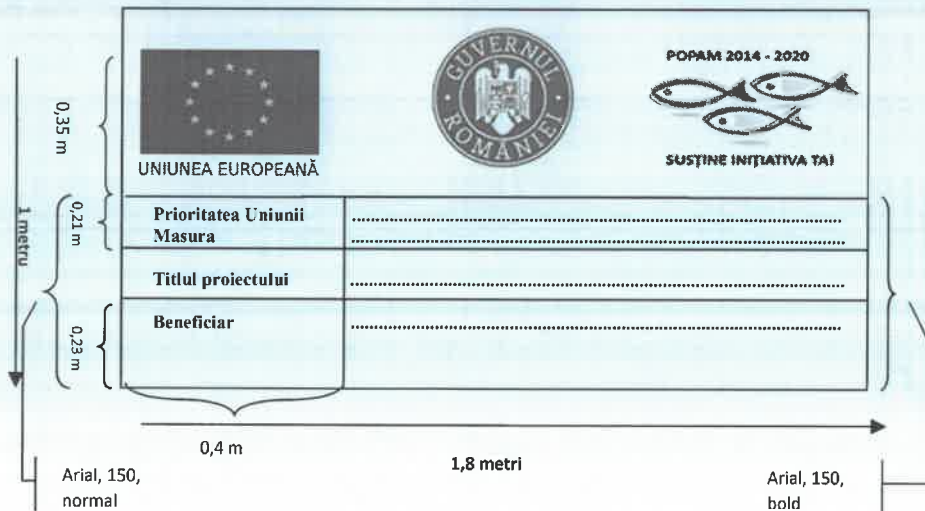 POPAM 2014 - 2020
GUVERNUL ROMÂNIEI
UNIUNEA EUROPEANĂ
SUSȚINE INIȚIATIVA TA!
0,35 m
1 metru
0,21 m
Prioritatea Uniunii
Masura
Titlul proiectului
Beneficiar
0,23 m
0,4 m
1,8 metri
Arial, 150,
normal
Arial, 150,
bold